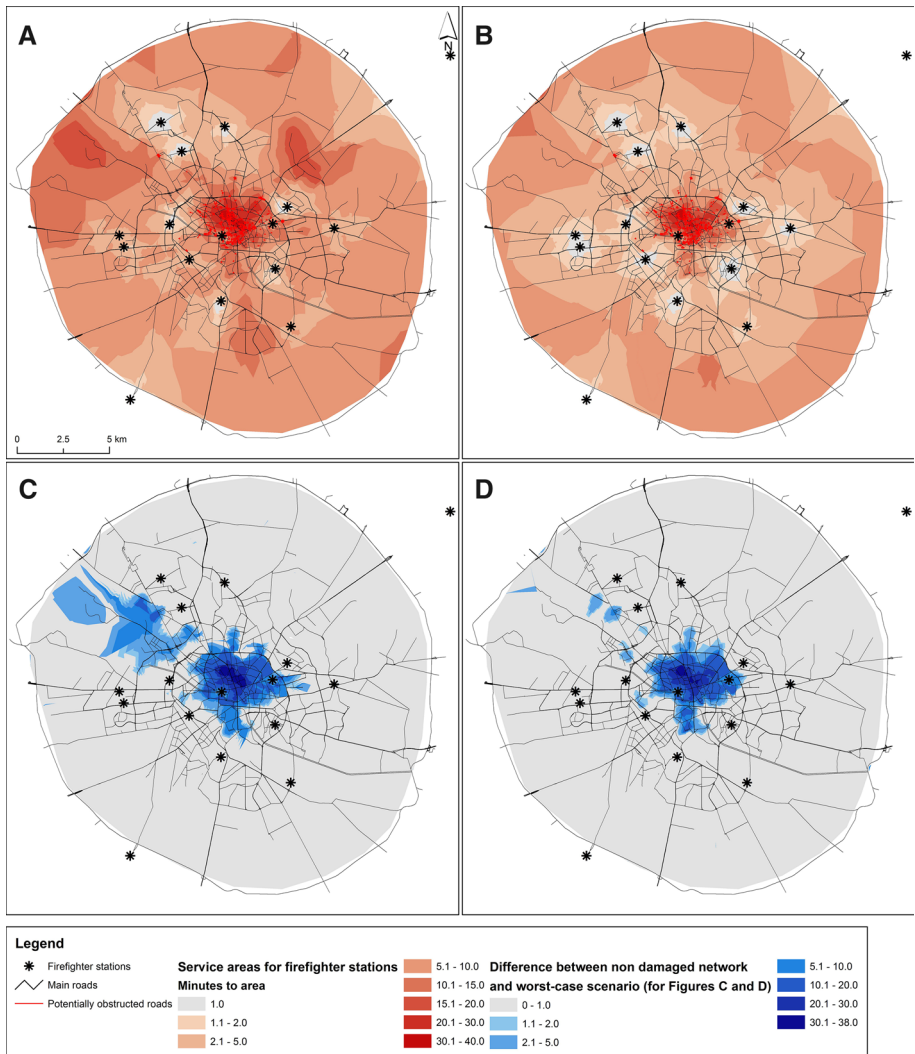 A
N
B
0 2.5 5 km
C
D
Legend
Firefighter stations
Main roads
Potentially obstructed roads
Service areas for firefighter stations
Minutes to area
1.0
1.1 - 2.0
2.1 - 5.0
5.1 - 10.0
10.1 - 15.0
15.1 - 20.0
20.1 - 30.0
30.1 - 40.0
Difference between non damaged network
and worst-case scenario (for Figures C and D)
0 - 1.0
1.1 - 2.0
2.1 - 5.0
5.1 - 10.0
10.1 - 20.0
20.1 - 30.0
30.1 - 38.0